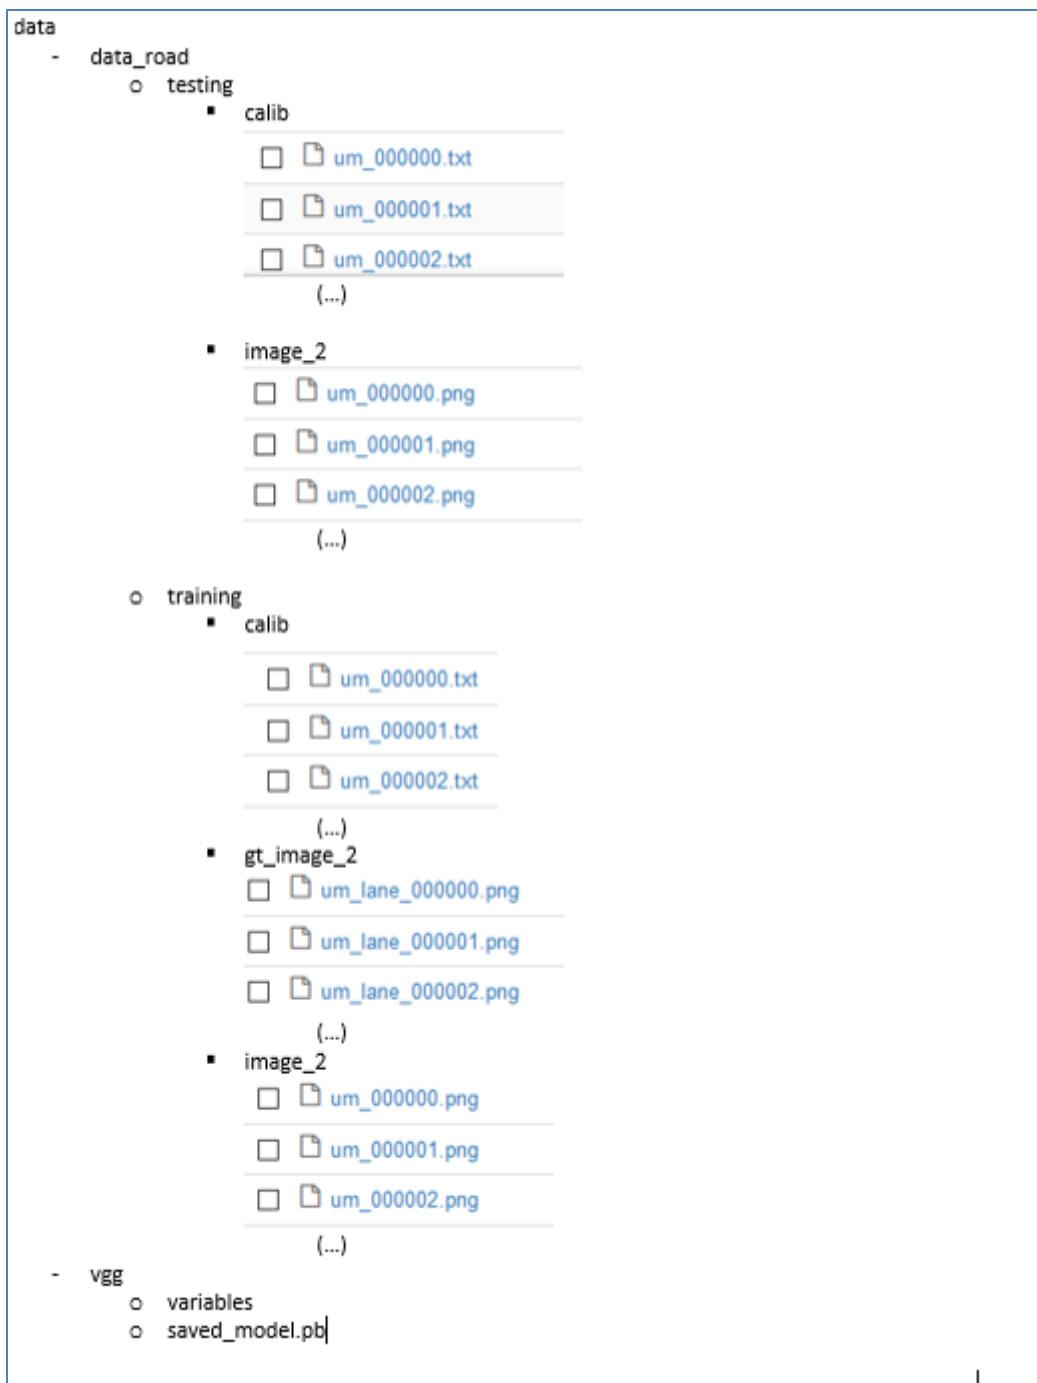 data
- data_road
o testing
▪ calib
um_000000.txt
um_000001.txt
um_000002.txt
(...)
▪ image_2
um_000000.png
um_000001.png
um_000002.png
(...)
o training
▪ calib
um_000000.txt
um_000001.txt
um_000002.txt
(...)
▪ gt_image_2
um_lane_000000.png
um_lane_000001.png
um_lane_000002.png
(...)
▪ image_2
um_000000.png
um_000001.png
um_000002.png
(...)
- vgg
o variables
o saved_model.pb